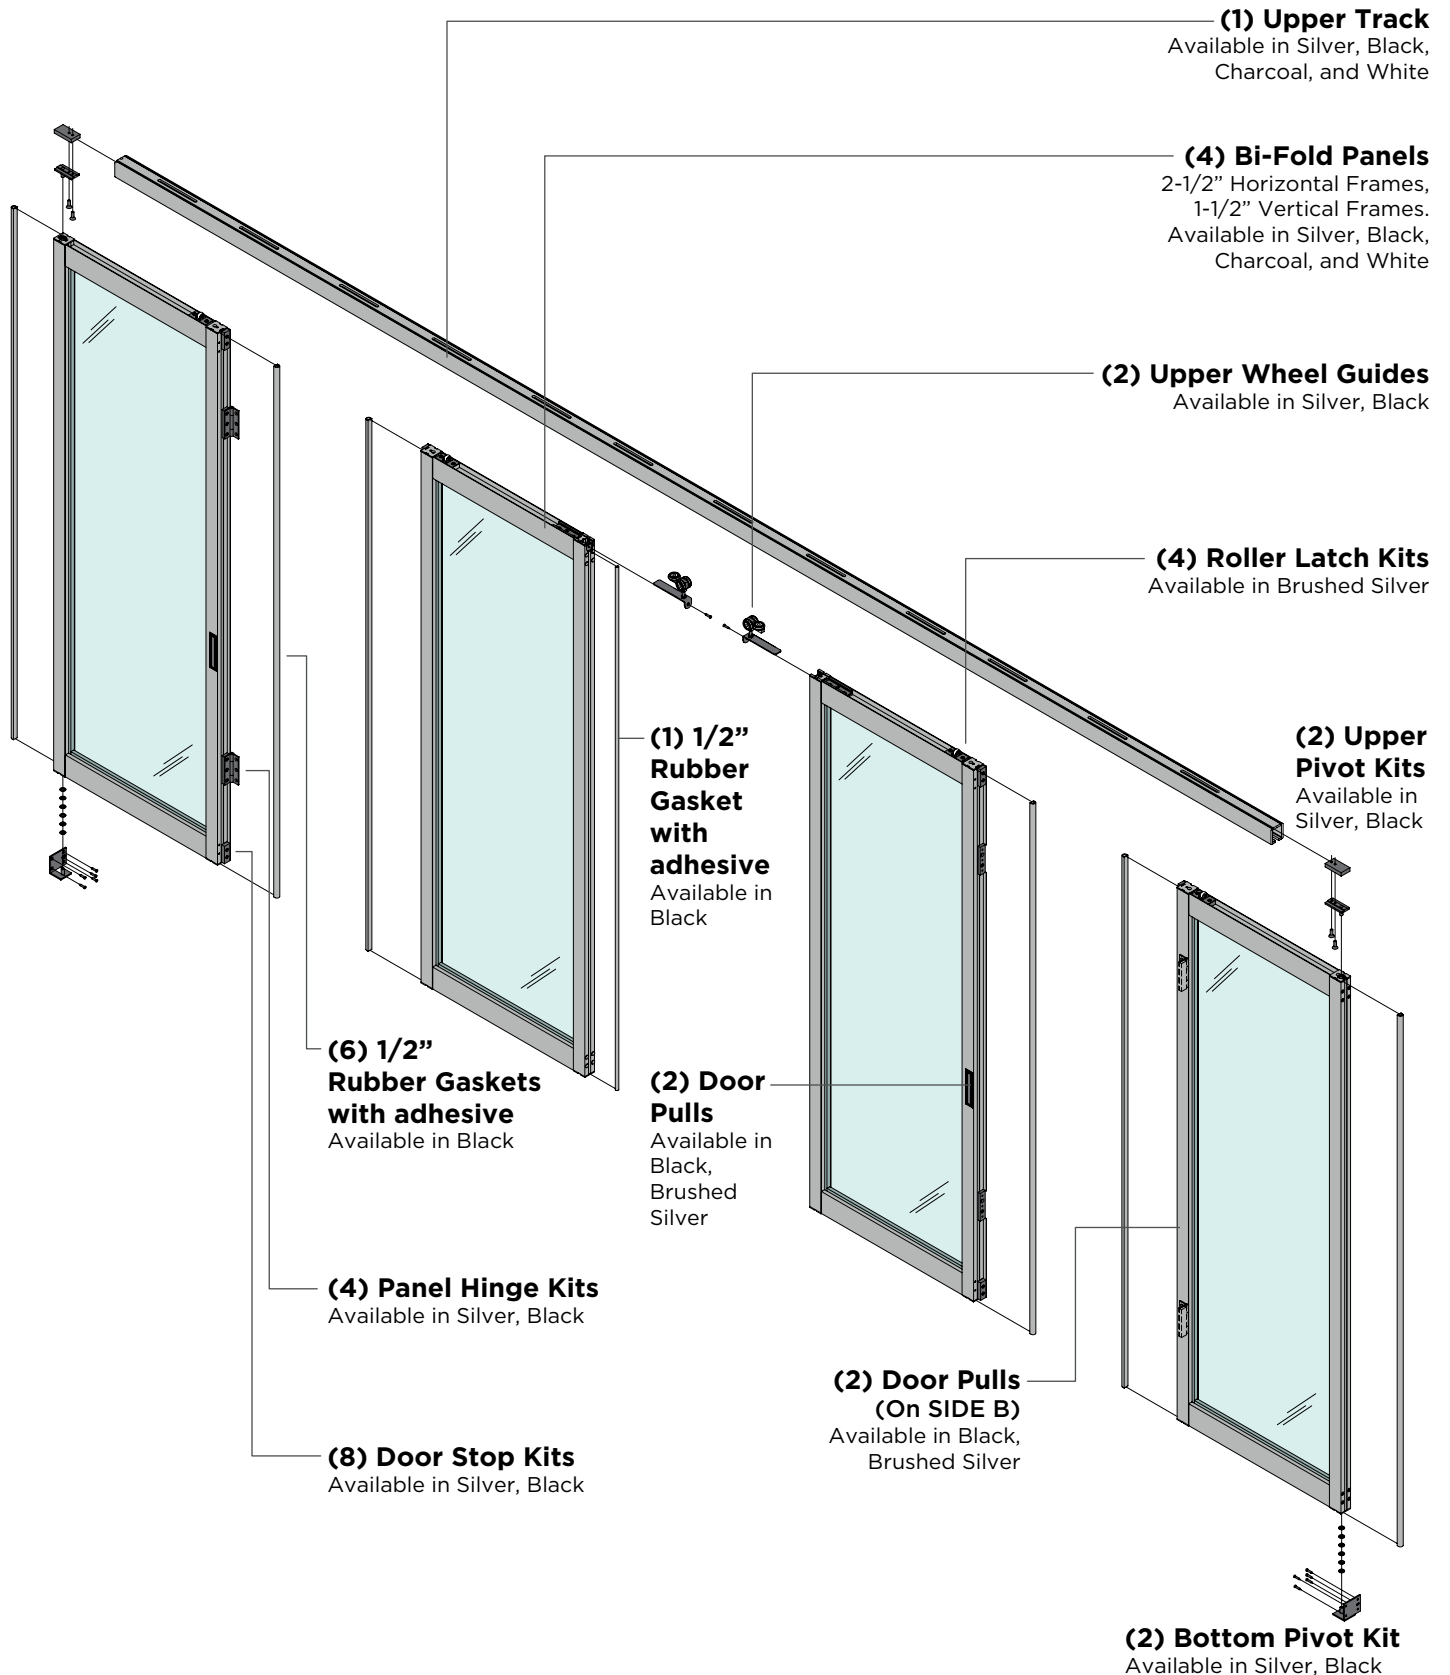 (1) Upper Track
Available in Silver, Black,
Charcoal, and White
(4) Bi-Fold Panels
2-1/2” Horizontal Frames,
1-1/2” Vertical Frames.
Available in Silver, Black,
Charcoal, and White
(2) Upper Wheel Guides
Available in Silver, Black
(4) Roller Latch Kits
Available in Brushed Silver
(2) Upper
Pivot Kits
Available in
Silver, Black
(1) 1/2”
Rubber
Gasket
with
adhesive
Available in
Black
(6) 1/2”
Rubber Gaskets
with adhesive
Available in Black
(2) Door
Pulls
Available in
Black,
Brushed
Silver
(4) Panel Hinge Kits
Available in Silver, Black
(2) Door Pulls
(On SIDE B)
Available in Black,
Brushed Silver
(8) Door Stop Kits
Available in Silver, Black
(2) Bottom Pivot Kit
Available in Silver, Black